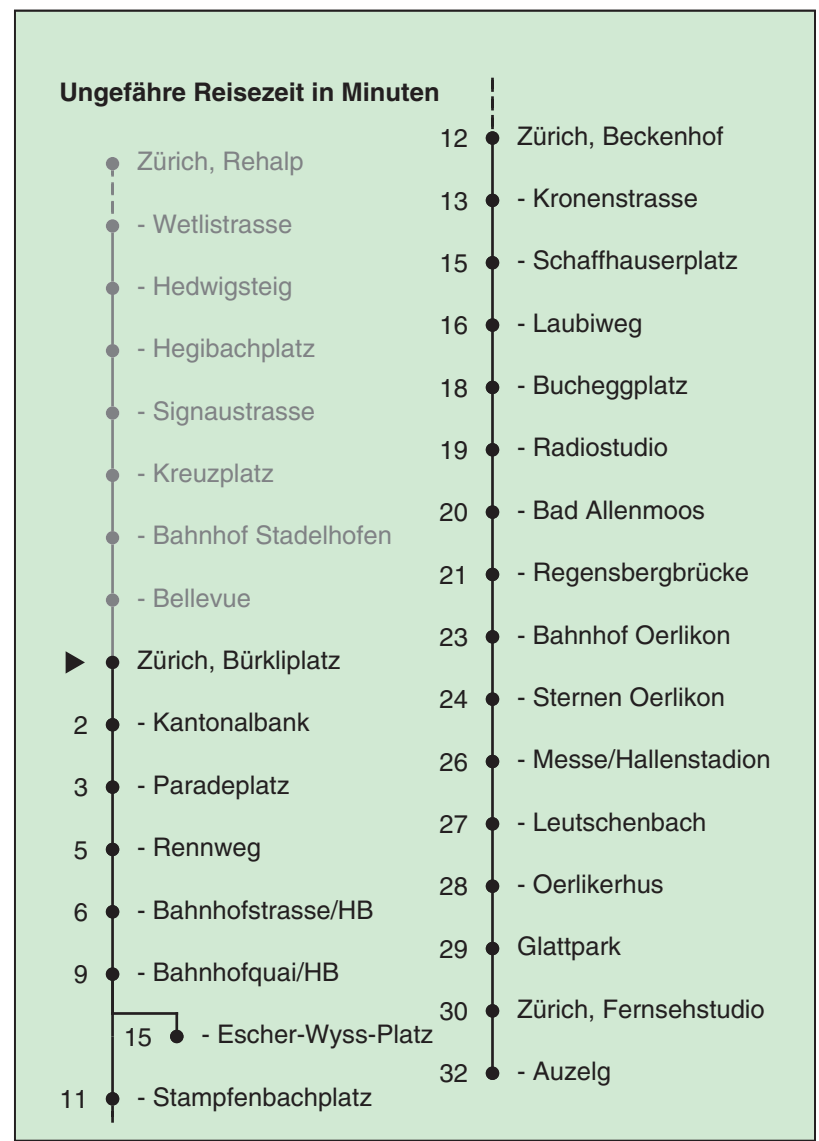 Ungefähre Reisezeit in Minuten
Zürich, Rehalp
- Wetlistrasse
- Hedwigsteig
- Hegibachplatz
- Signaustrasse
- Kreuzplatz
- Bahnhof Stadelhofen
- Bellevue
Zürich, Bürkliplatz
2 - Kantonalbank
3 - Paradeplatz
5 - Rennweg
6 - Bahnhofstrasse/HB
9 - Bahnhofquai/HB
15 - Escher-Wyss-Platz
11 - Stampfenbachplatz
12 Zürich, Beckenhof
13 - Kronenstrasse
15 - Schaffhauserplatz
16 - Laubiweg
18 - Bucheggplatz
19 - Radiostudio
20 - Bad Allenmoos
21 - Regensbergbrücke
23 - Bahnhof Oerlikon
24 - Sternen Oerlikon
26 - Messe/Hallenstadion
27 - Leutschenbach
28 - Oerlikerhus
29 Glattpark
30 Zürich, Fernsehstudio
32 - Auzelg